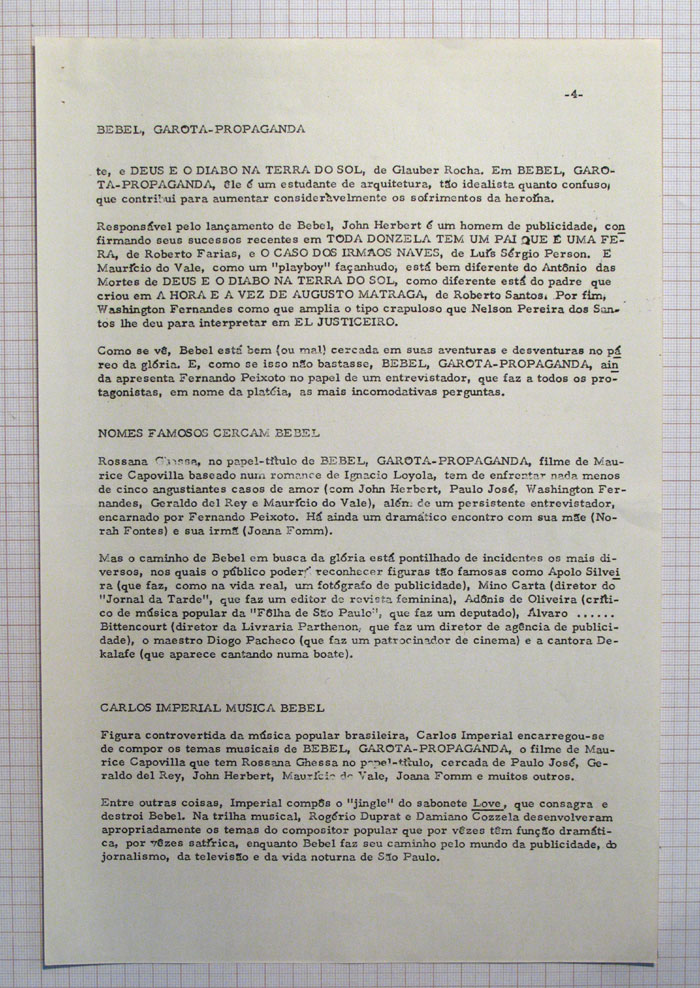 -4-
BEBEL, GAROTA-PROPAGANDA
te, e DEUS E O DIABO NA TERRA DO SOL, de Glauber Rocha. Em BEBEL, GARO-
TA-PROPAGANDA, êle é um estudante de arquitetura, tão idealista quanto confuso,
que contribui para aumentar consideràvelmente os sofrimentos da heroína.
Responsável pelo lançamento de Bebel, John Herbert é um homem de publicidade, con
firmando seus sucessos recentes em TODA DONZELA TEM UM PAI QUE É UMA FE-
RA, de Roberto Farias, e O CASO DOS IRMAOS NAVES, de Luís Sérgio Person. E
Maurício do Vale, como um "playboy" façanhudo, está bem diferente do Antônio das
Mortes de DEUS E O DIABO NA TERRA DO SOL, como diferente está do padre que
criou em A HORA E A VEZ DE AUGUSTO MATRAGA, de Roberto Santos. Por fim,
Washington Fernandes como que amplia o tipo crapuloso que Nelson Pereira dos San-
tos lhe deu para interpretar em EL JUSTICEIRO.
Como se vê, Bebel está bem (ou mal) cercada em suas aventuras e desventuras no pá
reo da glória. E, como se isso não bastasse, BEBEL, GAROTA-PROPAGANDA, ain
da apresenta Fernando Peixoto no papel de um entrevistador, que faz a todos os pro-
tagonistas, em nome da platéia, as mais incomodativas perguntas.
NOMES FAMOSOS CERCAM BEBEL
Rossana Ghessa, no papel-título de BEBEL, GAROTA-PROPAGANDA, filme de Mau-
rice Capovilla baseado num romance de Ignacio Loyola, tem de enfrentar nada menos
de cinco angustiantes casos de amor (com John Herbert, Paulo José, Washington Fer-
nandes, Geraldo del Rey e Maurício do Vale), além de um persistente entrevistador,
encarnado por Fernando Peixoto. Há ainda um dramático encontro com sua mãe (No-
rah Fontes) e sua irmã (Joana Fomm).
Mas o caminho de Bebel em busca da glória está pontilhado de incidentes os mais di-
versos, nos quais o público poderá reconhecer figuras tão famosas como Apolo Silvei
ra (que faz, como na vida real, um fotógrafo de publicidade), Mino Carta (diretor do
"Jornal da Tarde", que faz um editor de revista feminina), Adônis de Oliveira (críti-
co de música popular da "Fôlha de São Paulo", que faz um deputado), Álvaro ......
Bittencourt (diretor da Livraria Parthenon, que faz um diretor de agência de publici-
dade), o maestro Diogo Pacheco (que faz um patrocinador de cinema) e a cantora De-
kalafe (que aparece cantando numa boate).
CARLOS IMPERIAL MUSICA BEBEL
Figura controvertida da música popular brasileira, Carlos Imperial encarregou-se
de compor os temas musicais de BEBEL, GAROTA-PROPAGANDA, o filme de Mau-
rice Capovilla que tem Rossana Ghessa no papel-título, cercada de Paulo José, Ge-
raldo del Rey, John Herbert, Maurício do Vale, Joana Fomm e muitos outros.
Entre outras coisas, Imperial compôs o "jingle" do sabonete Love, que consagra e
destroi Bebel. Na trilha musical, Rogério Duprat e Damiano Cozzela desenvolveram
apropriadamente os temas do compositor popular que por vêzes têm função dramáti-
ca, por vêzes satírica, enquanto Bebel faz seu caminho pelo mundo da publicidade, do
jornalismo, da televisão e da vida noturna de São Paulo.